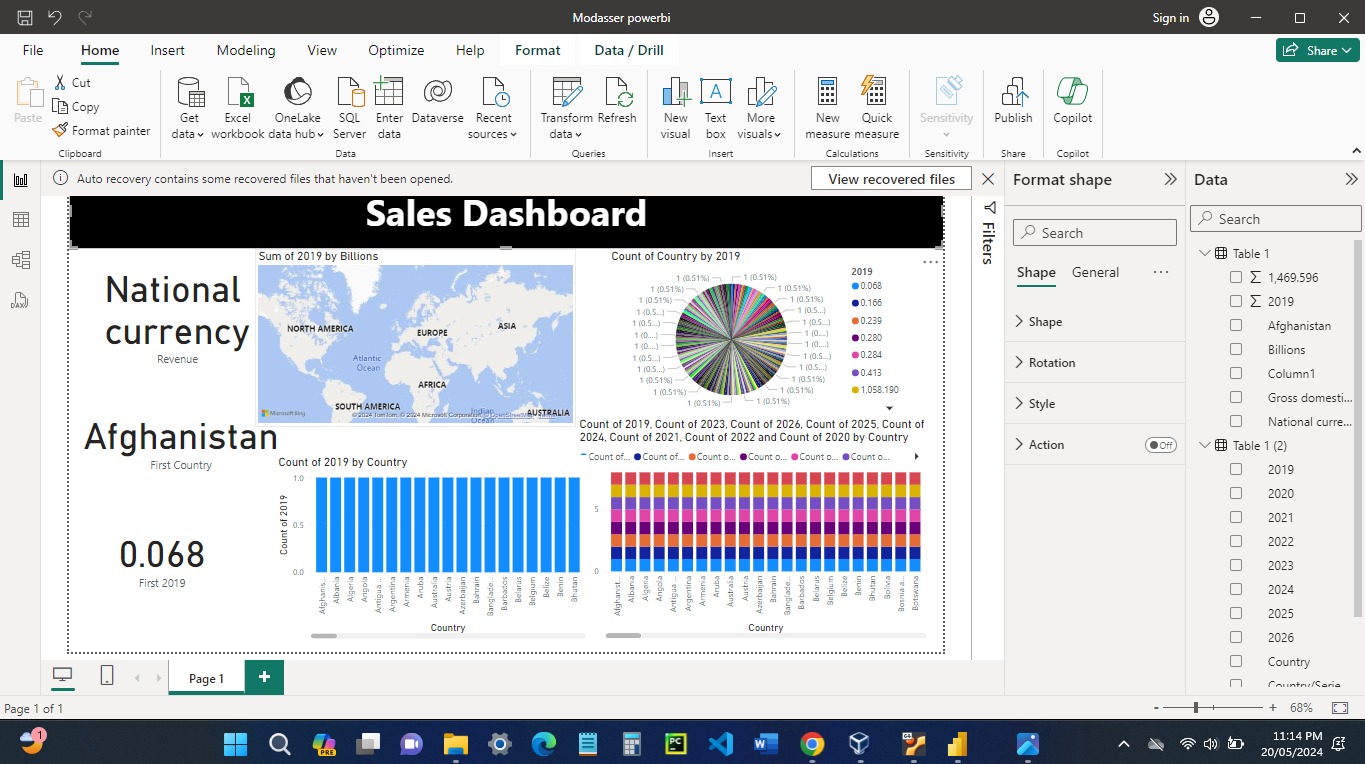 Modasser powerbi
Sign in
File Home Insert Modeling View Optimize Help Format Data / Drill
Share
Paste
Cut
Copy
Format painter
Clipboard
Get data
Excel workbook
OneLake data hub
SQL Server
Enter data
Dataverse
Recent sources
Data
Transform data
Refresh
Queries
New visual
Text box
More visuals
Insert
New measure
Quick measure
Calculations
Sensitivity
Sensitivity
Publish
Share
Copilot
Copilot
Auto recovery contains some recovered files that haven't been opened.
View recovered files
Sales Dashboard
National
currency
Revenue
Afghanistan
First Country
0.068
First 2019
Sum of 2019 by Billions
NORTH AMERICA
EUROPE
ASIA
Atlantic
Ocean
AFRICA
SOUTH AMERICA
Indian
Ocean
AUSTRALIA
Microsoft Bing
© 2024 TomTom, © 2024 Microsoft Corporation, © OpenStreetMap
Count of Country by 2019
1 (0.51%) 1 (0.51%)
1 (0.51%) 1 (0.51%)
1 (0.51%) 1 (0.51%)
1 (0.5...) 1 (0.51%)
1 (0.5...) 1 (0.5...)
1 (0....) 1 (0....)
1 (0....) 1 (0....)
1 (0.5...) 1 (0.5...)
1 (0.5...) 1 (0.5...)
1 (0.51%) 1 (0.51%)
1 (0.51%) 1 (0.51%)
1 (0.51%) 1 (0.51%)
2019
0.068
0.166
0.239
0.280
0.284
0.413
1,058.190
Count of 2019 by Country
Count of 2019
1.0
0.5
0.0
Afghanis...
Albania
Algeria
Angola
Antigua ...
Argentina
Armenia
Aruba
Australia
Austria
Azerbaijan
Bahrain
Banglade...
Barbados
Belarus
Belgium
Belize
Benin
Bhutan
Country
Count of 2019, Count of 2023, Count of 2026, Count of 2025, Count of
2024, Count of 2021, Count of 2022 and Count of 2020 by Country
Count of... Count of... Count o... Count o... Count o... Count o...
5
0
Afghanist...
Albania
Algeria
Angola
Antigua ...
Argentina
Armenia
Aruba
Australia
Austria
Azerbaijan
Bahrain
Banglade...
Barbados
Belarus
Belgium
Belize
Benin
Bhutan
Bolivia
Bosnia a...
Botswana
Country
Filters
Format shape
Search
Shape General
Shape
Rotation
Style
Action Off
Data
Search
Table 1
1,469.596
2019
Afghanistan
Billions
Column1
Gross domesti...
National curre...
Table 1 (2)
2019
2020
2021
2022
2023
2024
2025
2026
Country
Country/Serie
Page 1
Page 1 of 1
68%
1
PRE
11:14 PM
20/05/2024